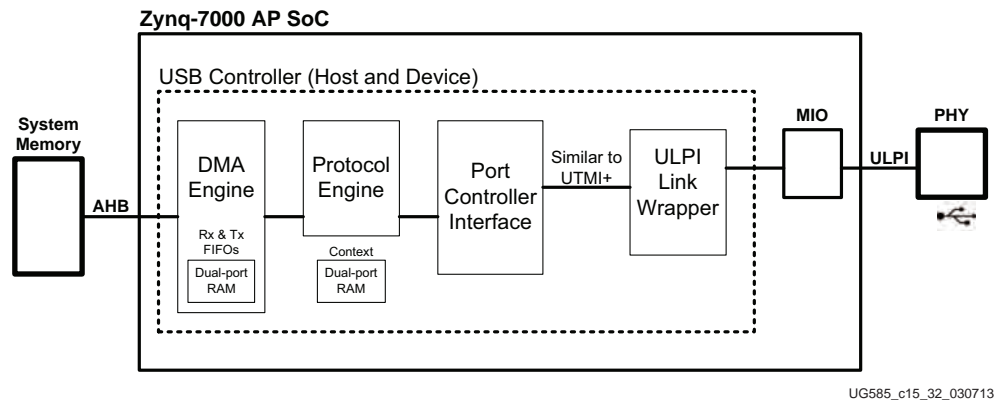 Zynq-7000 AP SoC
USB Controller (Host and Device)
System
Memory
AHB
DMA
Engine
Rx & Tx
FIFOs
Dual-port
RAM
Protocol
Engine
Context
Dual-port
RAM
Port
Controller
Interface
Similar to
UTMI+
ULPI
Link
Wrapper
MIO
ULPI
PHY
UG585_c15_32_030713